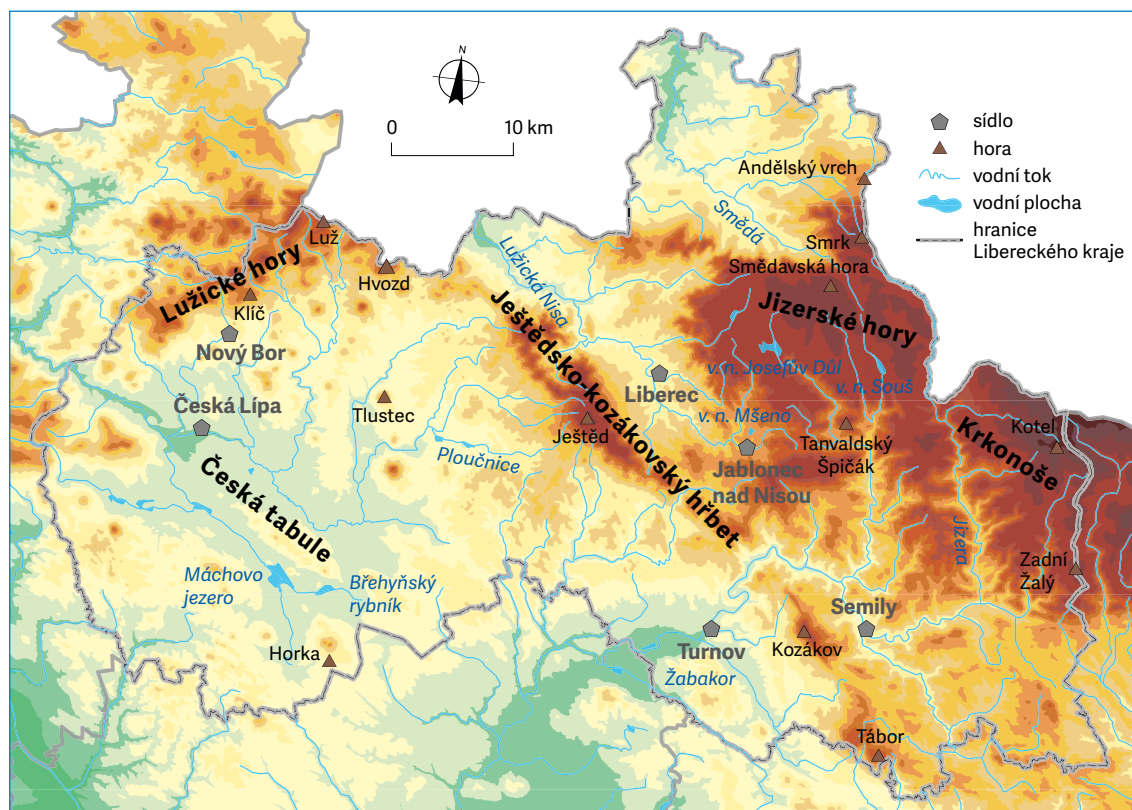 N
0
10 km
sídlo
hora
vodní tok
vodní plocha
hranice
Libereckého kraje
Andělský vrch
Smědá
Luž
Smrk
Lužická Nisa
Lužické hory
Hvozd
Smědavská hora
Klíč
Jizerské hory
Ještědsko-kozákovský hřbet
Nový Bor
v. n. Josefův Důl
Liberec
v. n. Souš
Česká Lípa
Tlustec
v. n. Mšeno
Ještěd
Tanvaldský
Špičák
Kotel
Krkonoše
Ploučnice
Jablonec
nad Nisou
Česká tabule
Jizera
Zadní
Žalý
Máchovo
jezero
Břehyňský
rybník
Semily
Horka
Turnov
Kozákov
Žabakor
Tábor